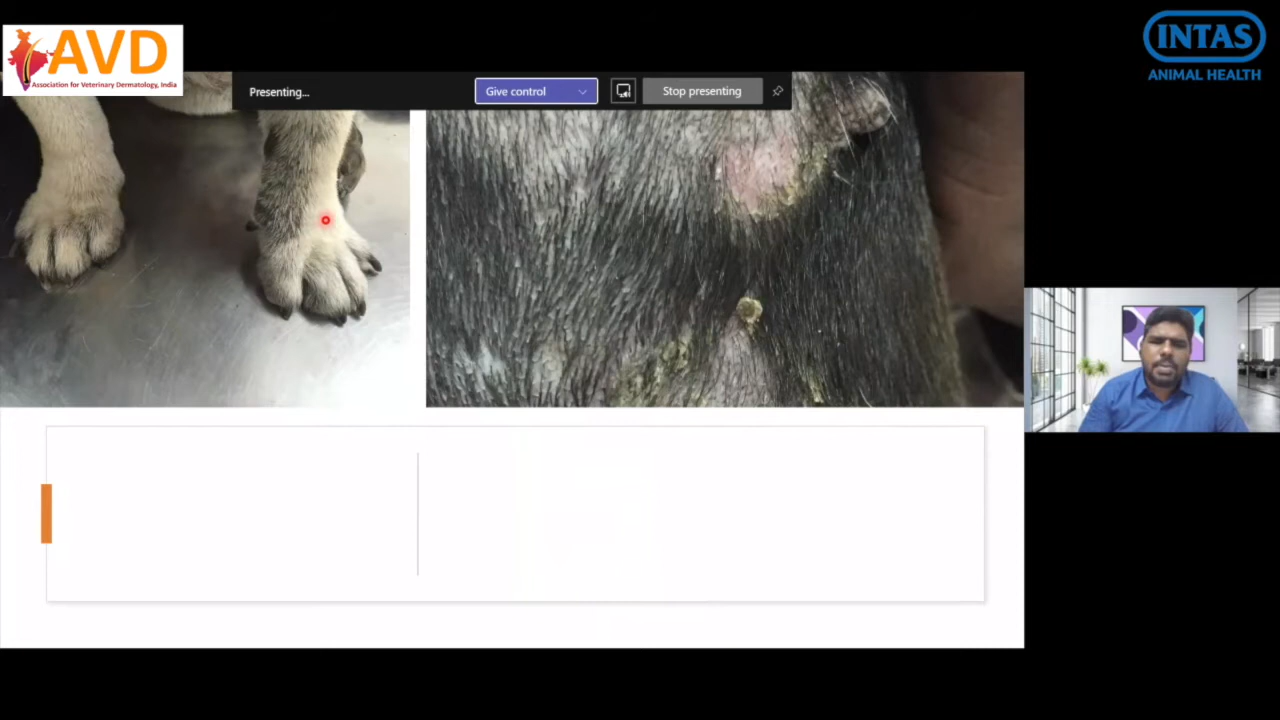 AVD
Association for Veterinary Dermatology, India
Presenting...
Give control
Stop presenting
INTAS
ANIMAL HEALTH